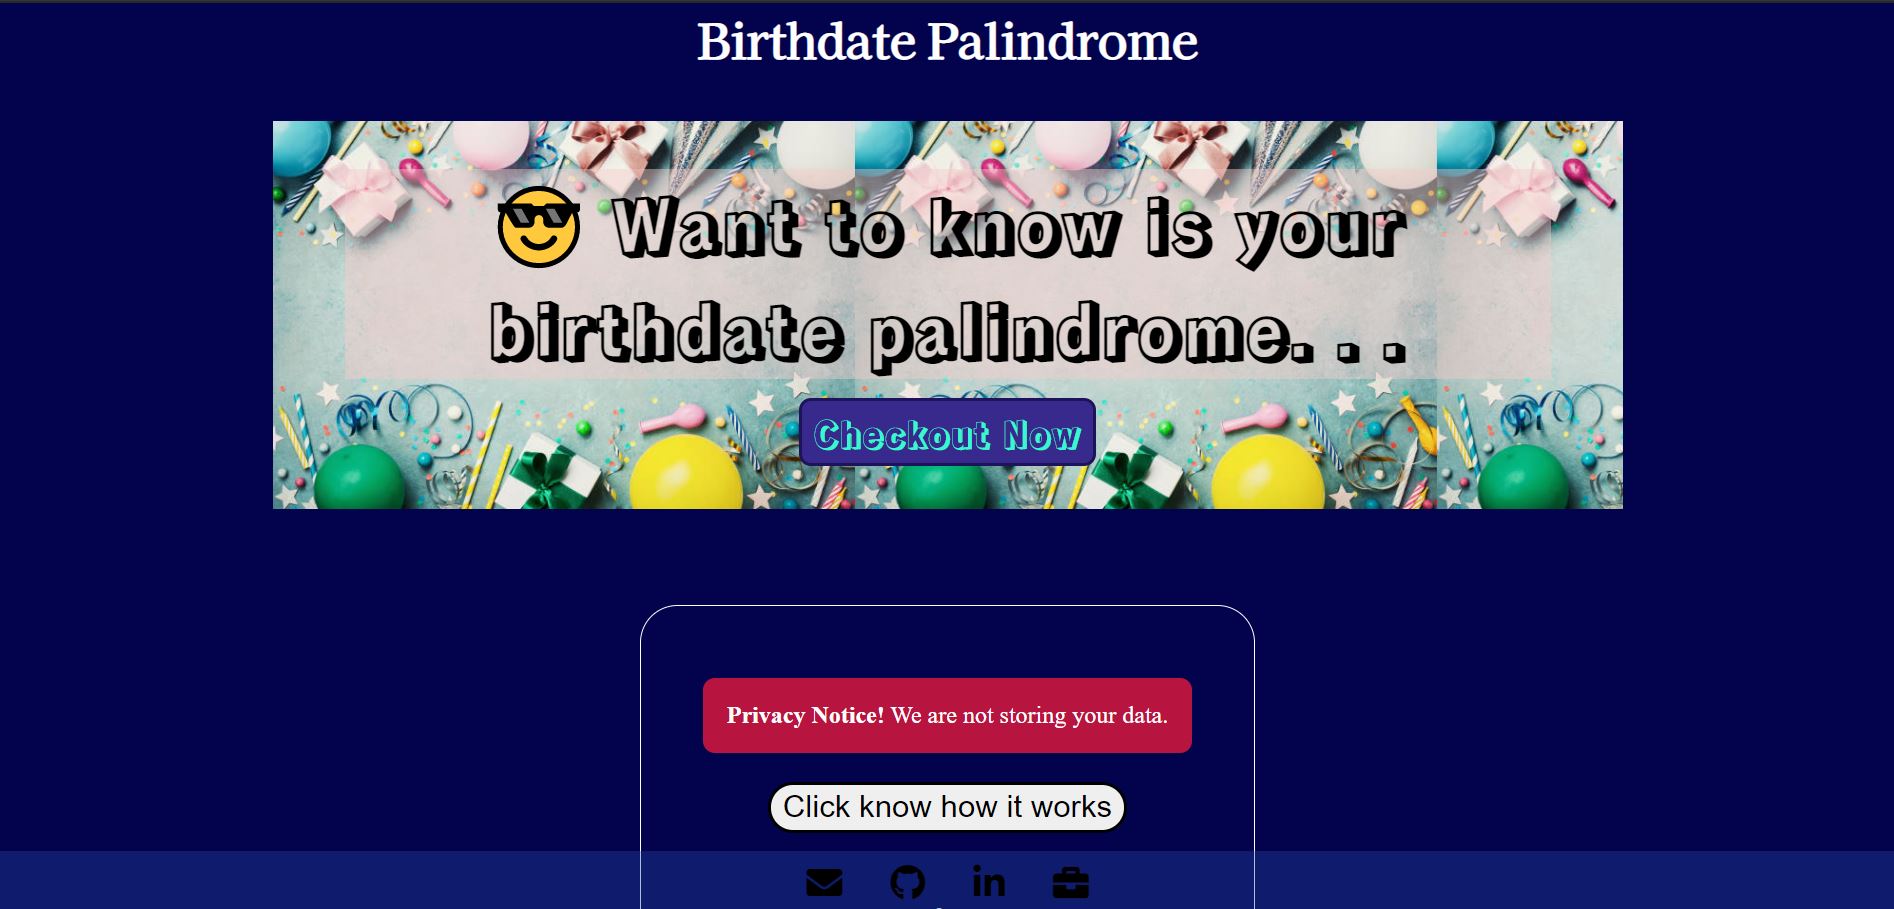 Birthdate Palindrome
😎 Want to know is your
birthdate palindrome...
Checkout Now
Privacy Notice! We are not storing your data.
Click know how it works